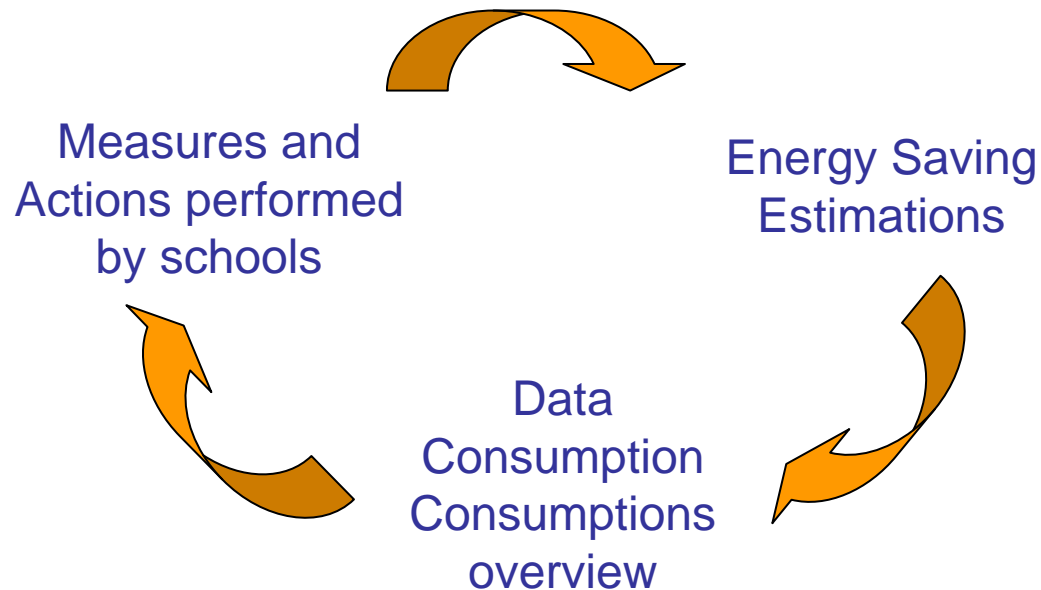 Measures and
Actions performed
by schools
Energy Saving
Estimations
Data
Consumption
Consumptions
overview